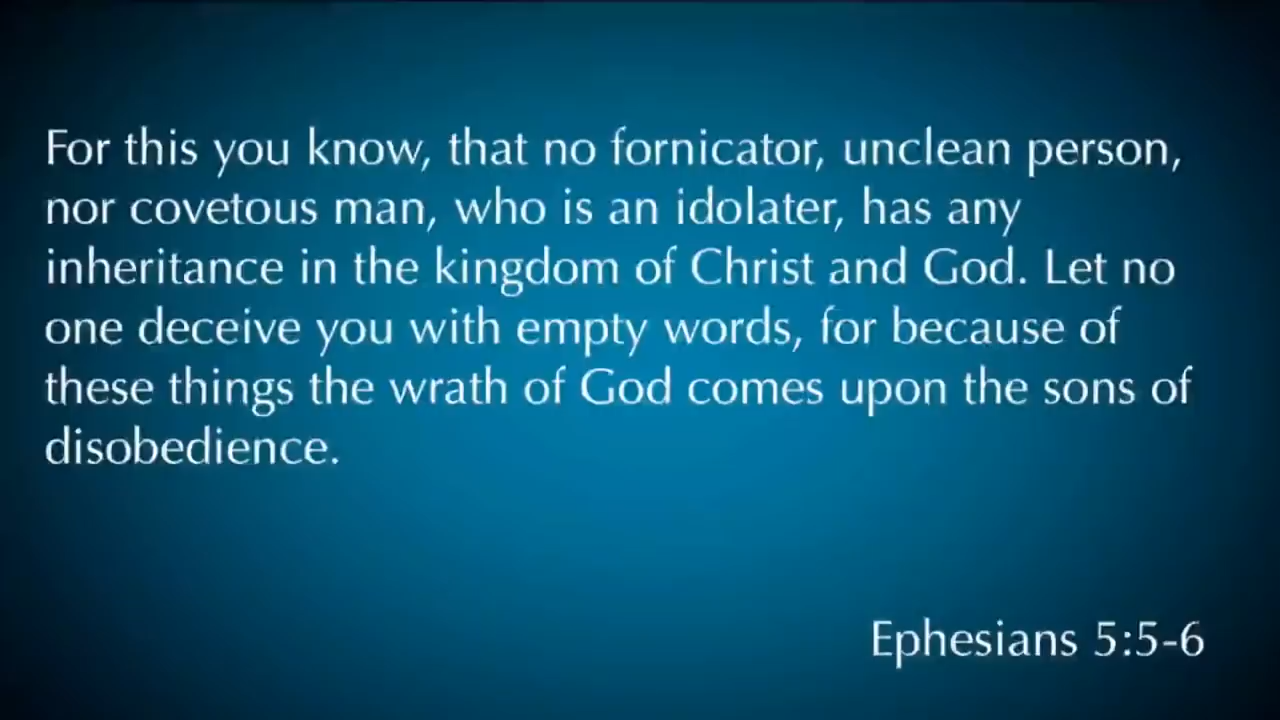 For this you know, that no fornicator, unclean person,
nor covetous man, who is an idolater, has any
inheritance in the kingdom of Christ and God. Let no
one deceive you with empty words, for because of
these things the wrath of God comes upon the sons of
disobedience.
Ephesians 5:5-6